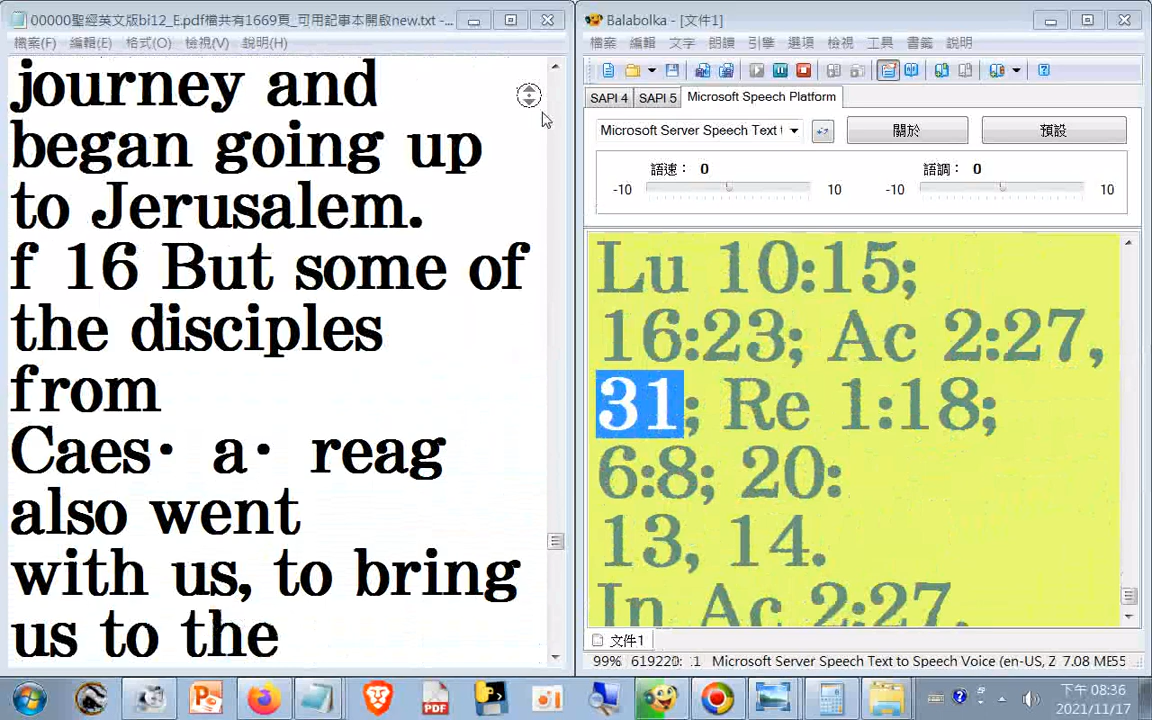 00000聖經英文版bi12_E.pdf檔共有1669頁_可用記事本開啟new.txt -...
檔案(F) 編輯(E) 格式(O) 檢視(V) 說明(H)
journey and
began going up
to Jerusalem.
f 16 But some of
the disciples
from
Caes· a· reag
also went
with us, to bring
us to the
Balabolka - [文件1]
檔案 編輯 文字 朗讀 引擎 選項 檢視 工具 書籤 說明
SAPI 4 SAPI 5 Microsoft Speech Platform
Microsoft Server Speech Text 關於 預設
語速: 0 語調: 0
-10 10 -10 10
Lu 10:15;
16:23; Ac 2:27,
31; Re 1:18;
6:8; 20:
13, 14.
In Ac 2:27,
文件1
99% 619220: .1 Microsoft Server Speech Text to Speech Voice (en-US, Z 7.08 ME55
PDF
下午 08:36
2021/11/17